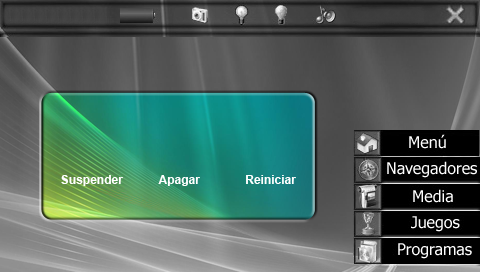 Suspender Apagar Reiniciar
Menú
Navegadores
Media
Juegos
Programas